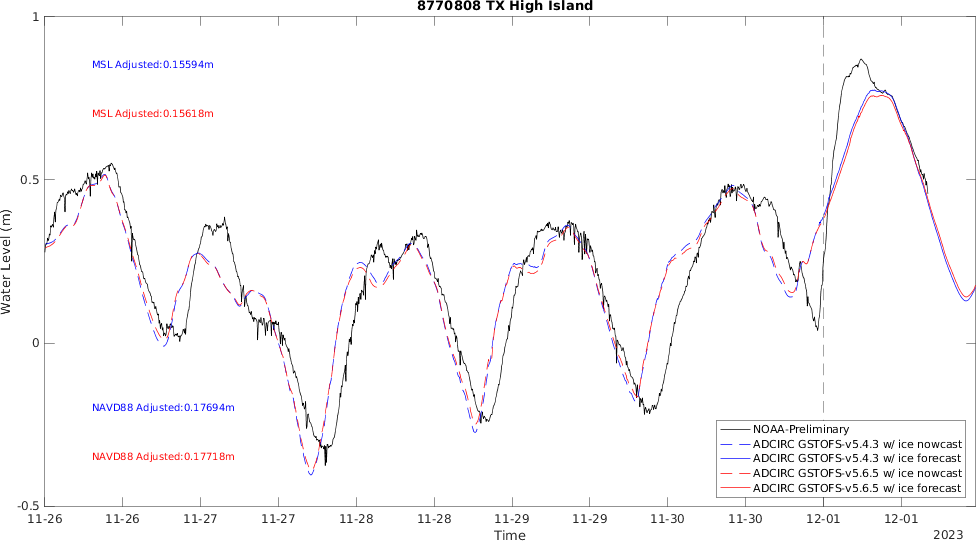 8770808 TX High Island
1
0.5
0
-0.5
Water Level (m)
MSL Adjusted:0.15594m
MSL Adjusted:0.15618m
NAVD88 Adjusted:0.17694m
NAVD88 Adjusted:0.17718m
NOAA-Preliminary
ADCIRC GSTOFS-v5.4.3 w/ ice nowcast
ADCIRC GSTOFS-v5.4.3 w/ ice forecast
ADCIRC GSTOFS-v5.6.5 w/ ice nowcast
ADCIRC GSTOFS-v5.6.5 w/ ice forecast
11-26 11-26 11-27 11-27 11-28 11-28 11-29 11-29 11-30 11-30 12-01 12-01
Time
2023